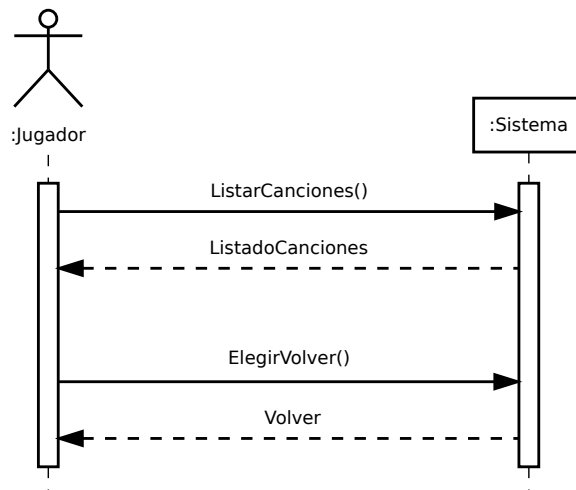 :Jugador
:Sistema
ListarCanciones()
ListadoCanciones
ElegirVolver()
Volver